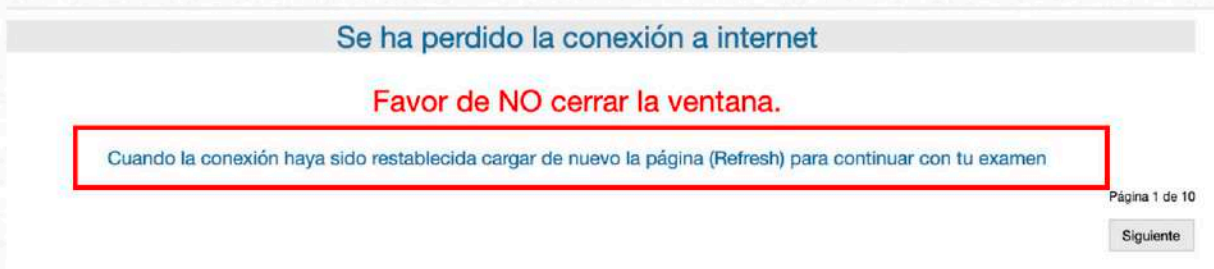 Se ha perdido la conexión a internet
Favor de NO cerrar la ventana.
Cuando la conexión haya sido restablecida cargar de nuevo la página (Refresh) para continuar con tu examen
Página 1 de 10
Siguiente